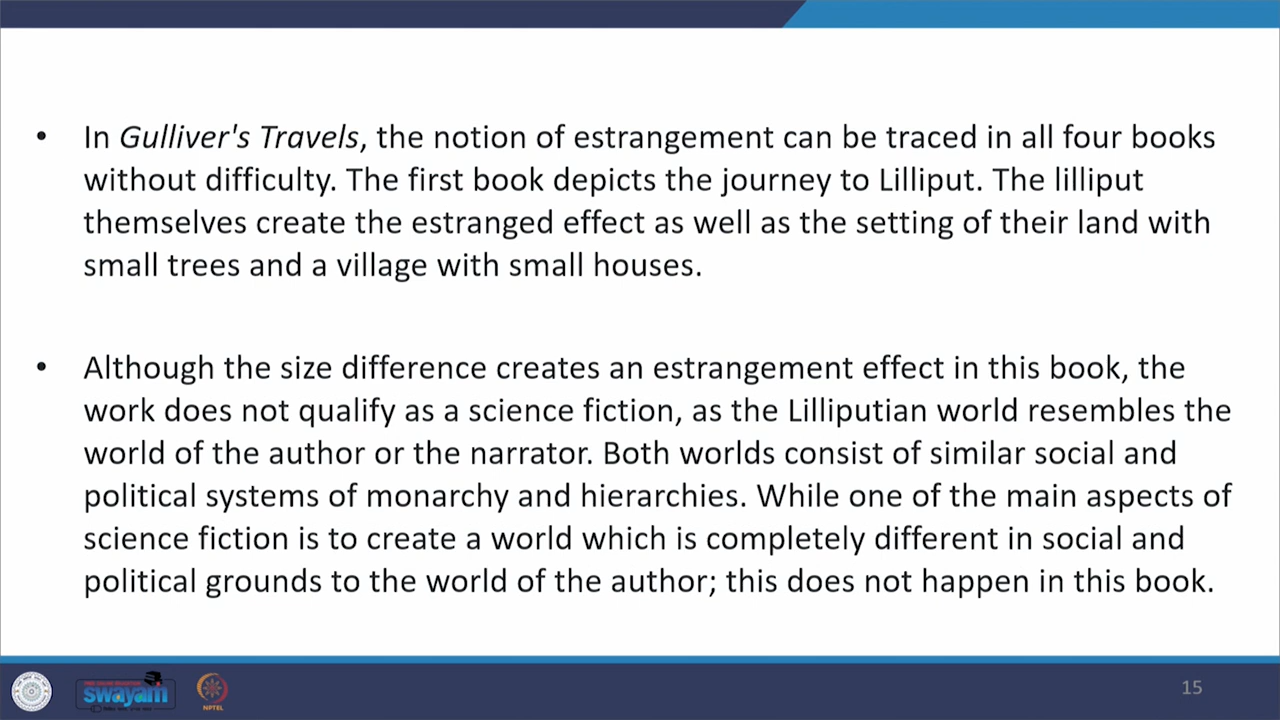 • In Gulliver's Travels, the notion of estrangement can be traced in all four books
without difficulty. The first book depicts the journey to Lilliput. The lilliput
themselves create the estranged effect as well as the setting of their land with
small trees and a village with small houses.
• Although the size difference creates an estrangement effect in this book, the
work does not qualify as a science fiction, as the Lilliputian world resembles the
world of the author or the narrator. Both worlds consist of similar social and
political systems of monarchy and hierarchies. While one of the main aspects of
science fiction is to create a world which is completely different in social and
political grounds to the world of the author; this does not happen in this book.
swayam
NPTEL
15